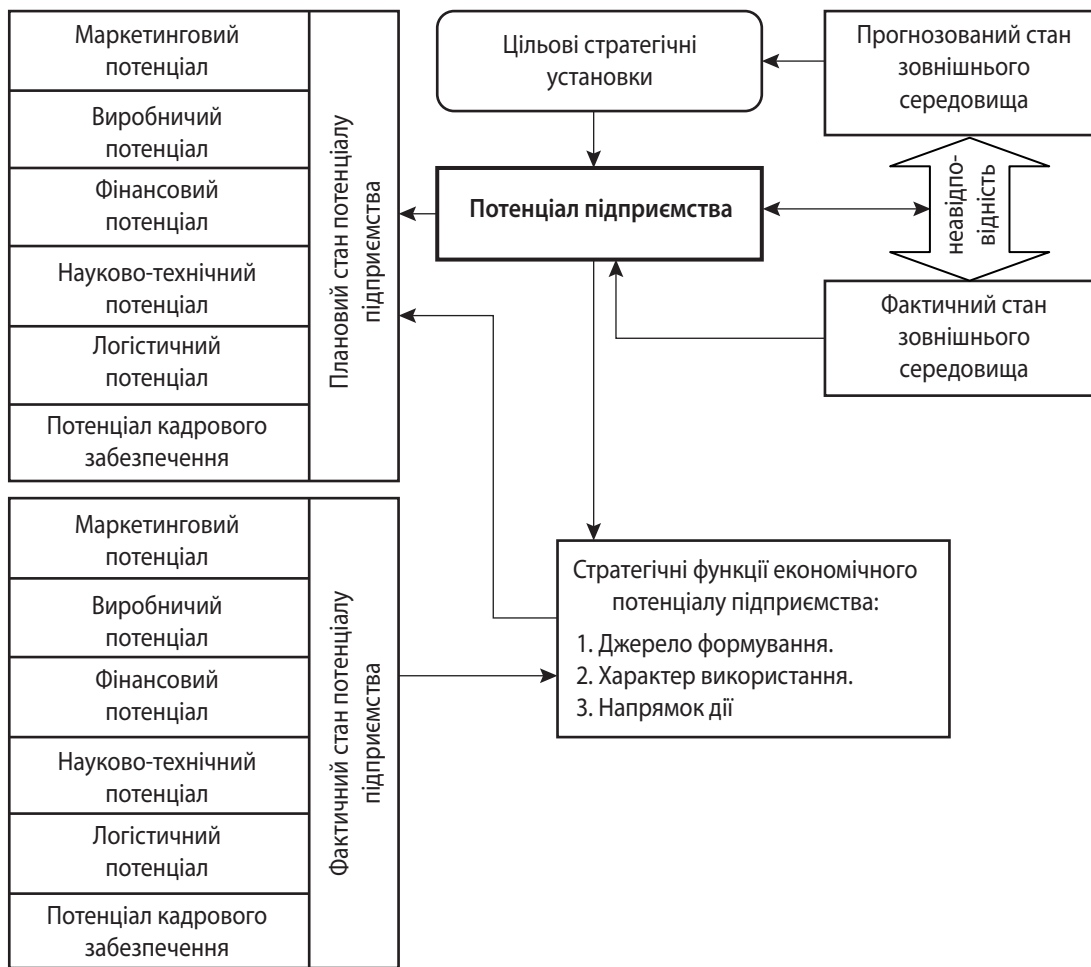 Маркетинговий
потенціал
Виробничий
потенціал
Фінансовий
потенціал
Науково-технічний
потенціал
Логістичний
потенціал
Потенціал кадрового
забезпечення
Плановий стан потенціалу
підприємства
Цільові стратегічні
установки
Прогнозований стан
зовнішнього
середовища
Потенціал підприємства
неавідпо-
відність
Фактичний стан
зовнішнього
середовища
Маркетинговий
потенціал
Виробничий
потенціал
Фінансовий
потенціал
Науково-технічний
потенціал
Логістичний
потенціал
Потенціал кадрового
забезпечення
Фактичний стан потенціалу
підприємства
Стратегічні функції економічного
потенціалу підприємства:
1. Джерело формування.
2. Характер використання.
3. Напрямок дії